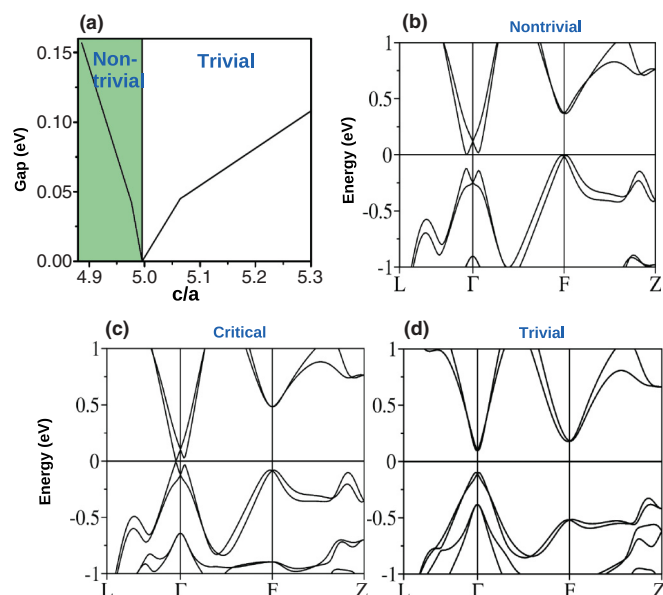 (a)
0.15
0.10
0.05
0.00
Gap (eV)
Non-
trivial
Trivial
4.9
5.0
5.1
5.2
5.3
c/a
(b)
Nontrivial
1
0.5
0
-0.5
-1
Energy (eV)
L
Γ
F
Z
(c)
Critical
1
0.5
0
-0.5
-1
Energy (eV)
L
Γ
F
Z
(d)
Trivial
1
0.5
0
-0.5
-1
L
Γ
F
Z